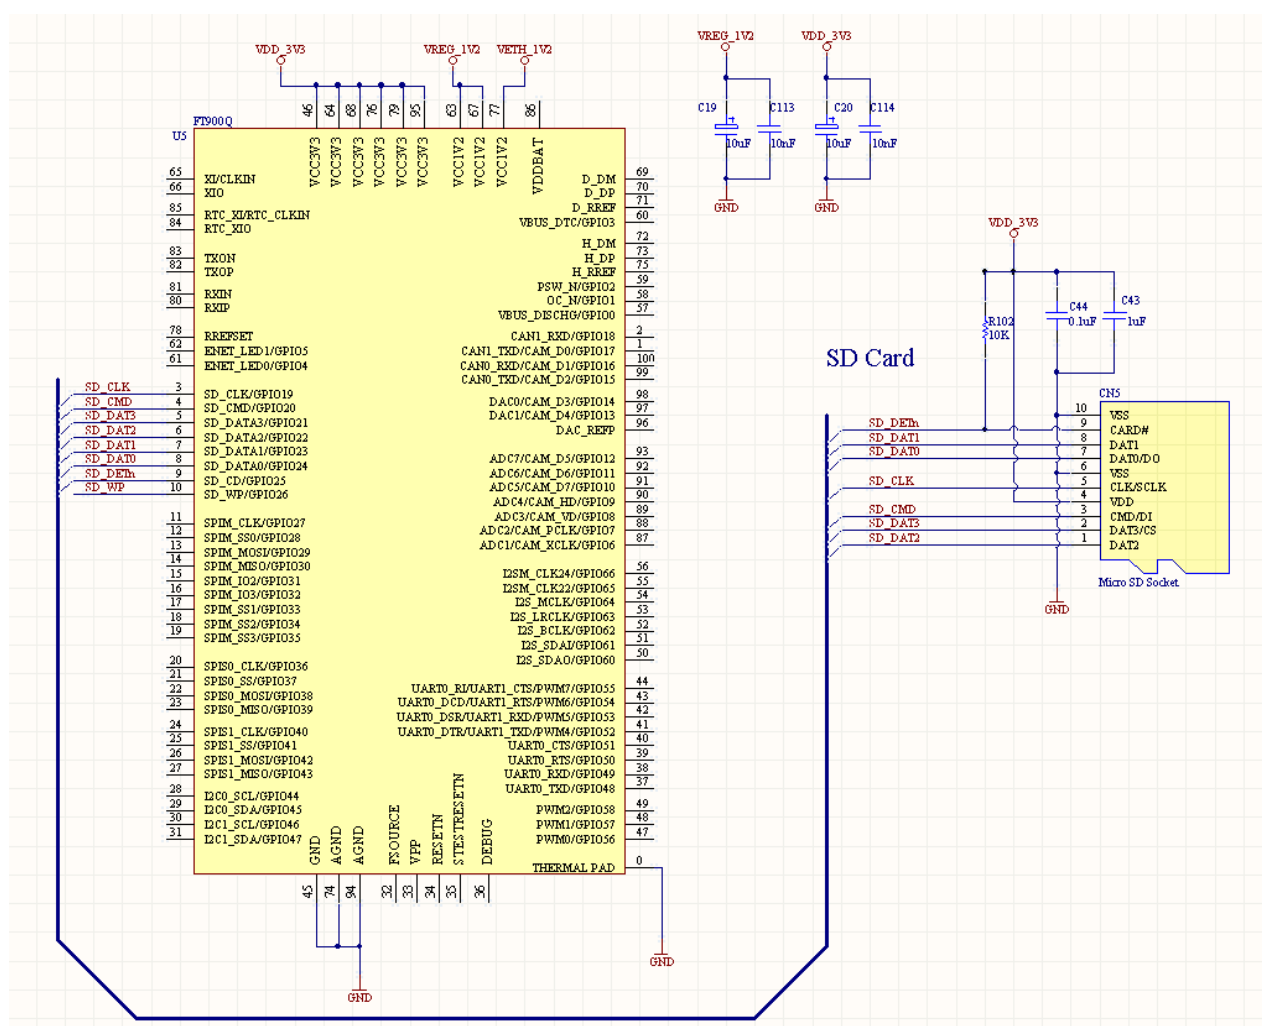 VDD_3V3
VREG_1V2
VETH_1V2
VREG_1V2
VDD_3V3
46 64 68 76 79 95 63 67 77 86
C19
C113
C20
C114
10uF
10nF
10uF
10nF
GND
GND
FT900Q
U5
VCC3V3 VCC3V3 VCC3V3 VCC3V3 VCC3V3 VCC3V3 VCC1V2 VCC1V2 VCC1V2 VDDBAT
65 XI/CLKIN
66 XIO
85 RTC_XI/RTC_CLKIN
84 RTC_XIO
83 TXON
82 TXOP
81 RXIN
80 RXIP
78 RREFSET
62 ENET_LED1/GPIO5
61 ENET_LED0/GPIO4
SD_CLK 3 SD_CLK/GPIO19
SD_CMD 4 SD_CMD/GPIO20
SD_DAT3 5 SD_DATA3/GPIO21
SD_DAT2 6 SD_DATA2/GPIO22
SD_DAT1 7 SD_DATA1/GPIO23
SD_DAT0 8 SD_DATA0/GPIO24
SD_DETn 9 SD_CD/GPIO25
SD_WP 10 SD_WP/GPIO26
11 SPIM_CLK/GPIO27
12 SPIM_SS0/GPIO28
13 SPIM_MOSI/GPIO29
14 SPIM_MISO/GPIO30
15 SPIM_IO2/GPIO31
16 SPIM_IO3/GPIO32
17 SPIM_SS1/GPIO33
18 SPIM_SS2/GPIO34
19 SPIM_SS3/GPIO35
20 SPIS0_CLK/GPIO36
21 SPIS0_SS/GPIO37
22 SPIS0_MOSI/GPIO38
23 SPIS0_MISO/GPIO39
24 SPIS1_CLK/GPIO40
25 SPIS1_SS/GPIO41
26 SPIS1_MOSI/GPIO42
27 SPIS1_MISO/GPIO43
28 I2C0_SCL/GPIO44
29 I2C0_SDA/GPIO45
30 I2C1_SCL/GPIO46
31 I2C1_SDA/GPIO47
D_DM 69
D_DP 70
D_RREF 71
VBUS_DTC/GPIO3 60
H_DM 72
H_DP 73
H_RREF 75
PSW_N/GPIO2 59
OC_N/GPIO1 58
VBUS_DISCHG/GPIO0 57
CAN1_RXD/GPIO18 2
CAN1_TXD/CAM_D0/GPIO17 1
CAN0_RXD/CAM_D1/GPIO16 100
CAN0_TXD/CAM_D2/GPIO15 99
DAC0/CAM_D3/GPIO14 98
DAC1/CAM_D4/GPIO13 97
DAC_REFP 96
ADC7/CAM_D5/GPIO12 93
ADC6/CAM_D6/GPIO11 92
ADC5/CAM_D7/GPIO10 91
ADC4/CAM_HD/GPIO9 90
ADC3/CAM_VD/GPIO8 89
ADC2/CAM_PCLK/GPIO7 88
ADC1/CAM_XCLK/GPIO6 87
I2SM_CLK24/GPIO66 56
I2SM_CLK22/GPIO65 55
I2S_MCLK/GPIO64 54
I2S_LRCLK/GPIO63 53
I2S_BCLK/GPIO62 52
I2S_SDAI/GPIO61 51
I2S_SDAO/GPIO60 50
UART0_RI/UART1_CTS/PWM7/GPIO55 44
UART0_DCD/UART1_RTS/PWM6/GPIO54 43
UART0_DSR/UART1_RXD/PWM5/GPIO53 42
UART0_DTR/UART1_TXD/PWM4/GPIO52 41
UART0_CTS/GPIO51 40
UART0_RTS/GPIO50 39
UART0_RXD/GPIO49 38
UART0_TXD/GPIO48 37
PWM2/GPIO58 49
PWM1/GPIO57 48
PWM0/GPIO56 47
THERMAL PAD 0
GND AGND AGND FSOURCE VPP RESETN STESTRESETN DEBUG
45 74 94 32 33 34 35 36
GND
GND
VDD_3V3
R102
10K
C44
0.1uF
C43
1uF
SD Card
CN5
10 VSS
SD_DETn 9 CARD#
SD_DAT1 8 DAT1
SD_DAT0 7 DAT0/DO
6 VSS
SD_CLK 5 CLK/SCLK
4 VDD
SD_CMD 3 CMD/DI
SD_DAT3 2 DAT3/CS
SD_DAT2 1 DAT2
Micro SD Socket
GND